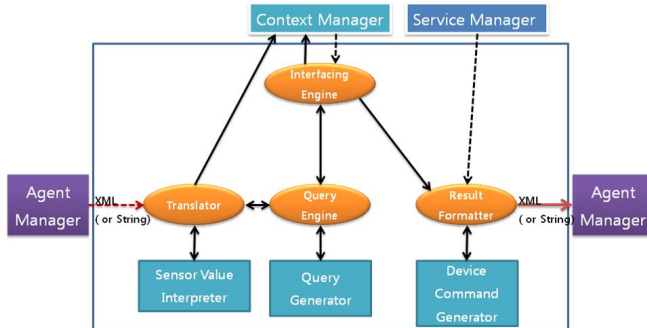 Context Manager
Service Manager
Interfacing
Engine
Agent
Manager
XML
( or String)
Translator
Query
Engine
Result
Formatter
XML
( or String)
Agent
Manager
Sensor Value
Interpreter
Query
Generator
Device
Command
Generator